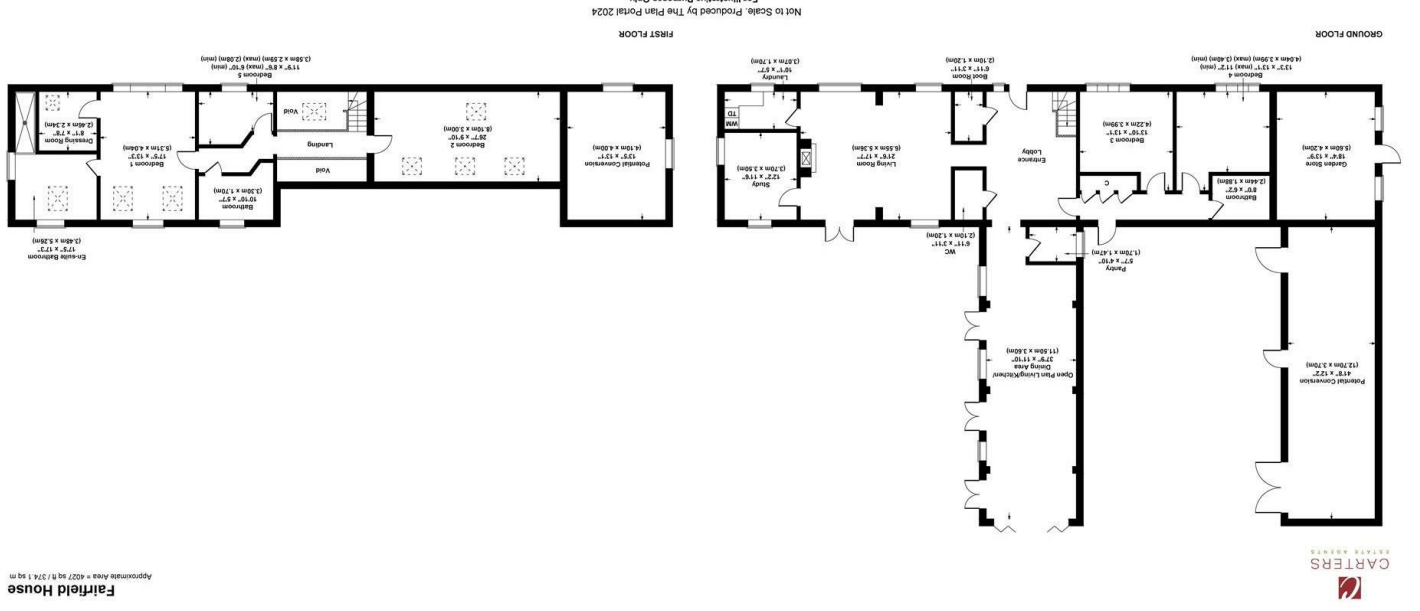 CARTERS
ESTATE AGENTS
Fairfield House
Approximate Area = 4027 sq ft / 374.1 sq m
Potential Conversion
41'8 x 12'2
(12.70m x 3.70m)
Open Plan Living/Kitchen/
Dining Area
37'9" x 11'10"
(11.50m x 3.60m)
Pantry
5'7" x 4'10"
(1.70m x 1.47m)
WC
6'11" x 3'11"
(2.10m x 1.20m)
Garden Store
18'4 x 13'9
(5.60m x 4.20m)
Bathroom
8'0" x 6'2"
(2.44m x 1.88m)
C
Bedroom 3
13'10" x 13'1"
(4.22m x 3.99m)
Entrance
Lobby
Living Room
21'6" x 17'7"
(6.55m x 5.36m)
Study
12'2" x 11'6"
(3.70m x 3.50m)
WM
TD
Bedroom 4
13'3" x 13'1" (max) 11'2" (min)
(4.04m x 3.99m) (max) (3.40m) (min)
Boot Room
6'11" x 3'11"
(2.10m x 1.20m)
Laundry
10'1" x 5'7"
(3.07m x 1.70m)
GROUND FLOOR
Potential Conversion
13'5" x 13'1"
(4.10m x 4.00m)
Bedroom 2
26'7" x 9'10"
(8.10m x 3.00m)
Void
Landing
Void
Bathroom
10'10" x 5'7"
(3.30m x 1.70m)
Bedroom 1
17'5" x 13'3"
(5.31m x 4.04m)
En-suite Bathroom
17'5" x 17'3"
(3.48m x 5.26m)
Dressing Room
8'1" x 7'8"
(2.46m x 2.34m)
Bedroom 5
11'9" x 8'6" (max) 6'10" (min)
(3.58m x 2.59m) (max) (2.08m) (min)
FIRST FLOOR
Not to Scale. Produced by The Plan Portal 2024
For Illustrative Purposes Only.